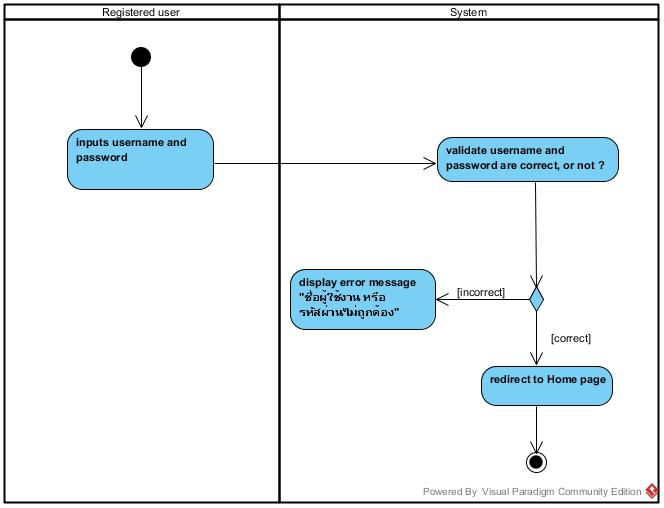 Registered user
System
inputs username and
password
validate username and
password are correct, or not ?
display error message
"ชื่อผู้ใช้งาน หรือ
รหัสผ่านไม่ถูกต้อง"
[incorrect]
[correct]
redirect to Home page
Powered By Visual Paradigm Community Edition